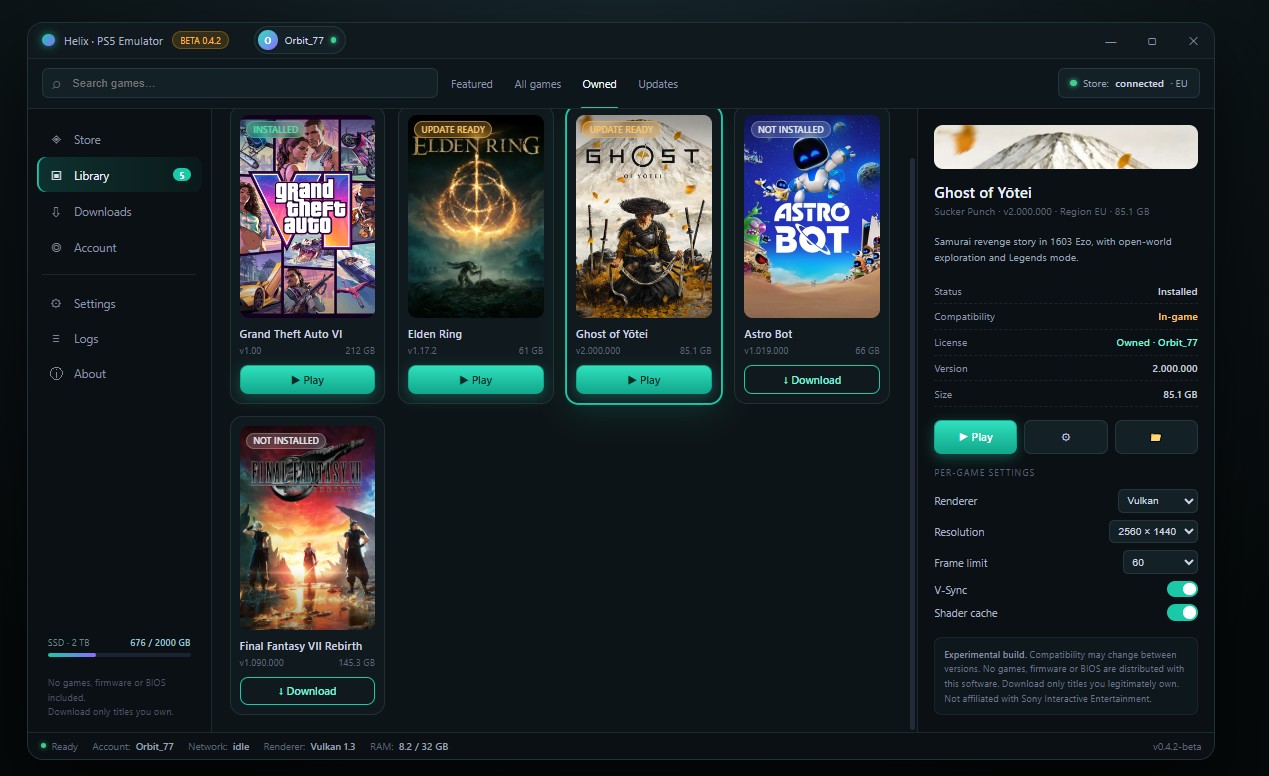 Helix · PS5 Emulator BETA 0.4.2 O Orbit_77
Search games...
Featured All games Owned Updates
Store: connected · EU
Store
Library 5
Downloads
Account
Settings
Logs
About
SSD · 2 TB 676 / 2000 GB
No games, firmware or BIOS
included.
Download only titles you own.
INSTALLED
grand
theft
auto
VI
Grand Theft Auto VI
v1.00 212 GB
▶ Play
UPDATE READY
ELDEN RING
Elden Ring
v1.17.2 61 GB
▶ Play
UPDATE READY
GHOST
OF YŌTEI
Ghost of Yōtei
v2.000.000 85.1 GB
▶ Play
NOT INSTALLED
ASTRO
BOT
Astro Bot
v1.019.000 66 GB
↓ Download
NOT INSTALLED
FINAL FANTASY VII
REBIRTH
Final Fantasy VII Rebirth
v1.090.000 145.3 GB
↓ Download
Ghost of Yōtei
Sucker Punch · v2.000.000 · Region EU · 85.1 GB
Samurai revenge story in 1603 Ezo, with open-world
exploration and Legends mode.
Status Installed
Compatibility In-game
License Owned · Orbit_77
Version 2.000.000
Size 85.1 GB
▶ Play
PER-GAME SETTINGS
Renderer Vulkan
Resolution 2560 × 1440
Frame limit 60
V-Sync
Shader cache
Experimental build. Compatibility may change between
versions. No games, firmware or BIOS are distributed with
this software. Download only titles you legitimately own.
Not affiliated with Sony Interactive Entertainment.
Ready Account: Orbit_77 Network: idle Renderer: Vulkan 1.3 RAM: 8.2 / 32 GB v0.4.2-beta